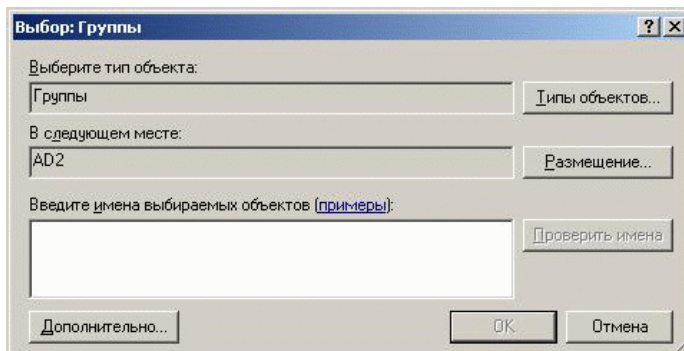 Выбор: Группы
Выберите тип объекта:
Группы
Типы объектов...
В следующем месте:
AD2
Размещение...
Введите имена выбираемых объектов (примеры):
Проверить имена
Дополнительно...
OK
Отмена